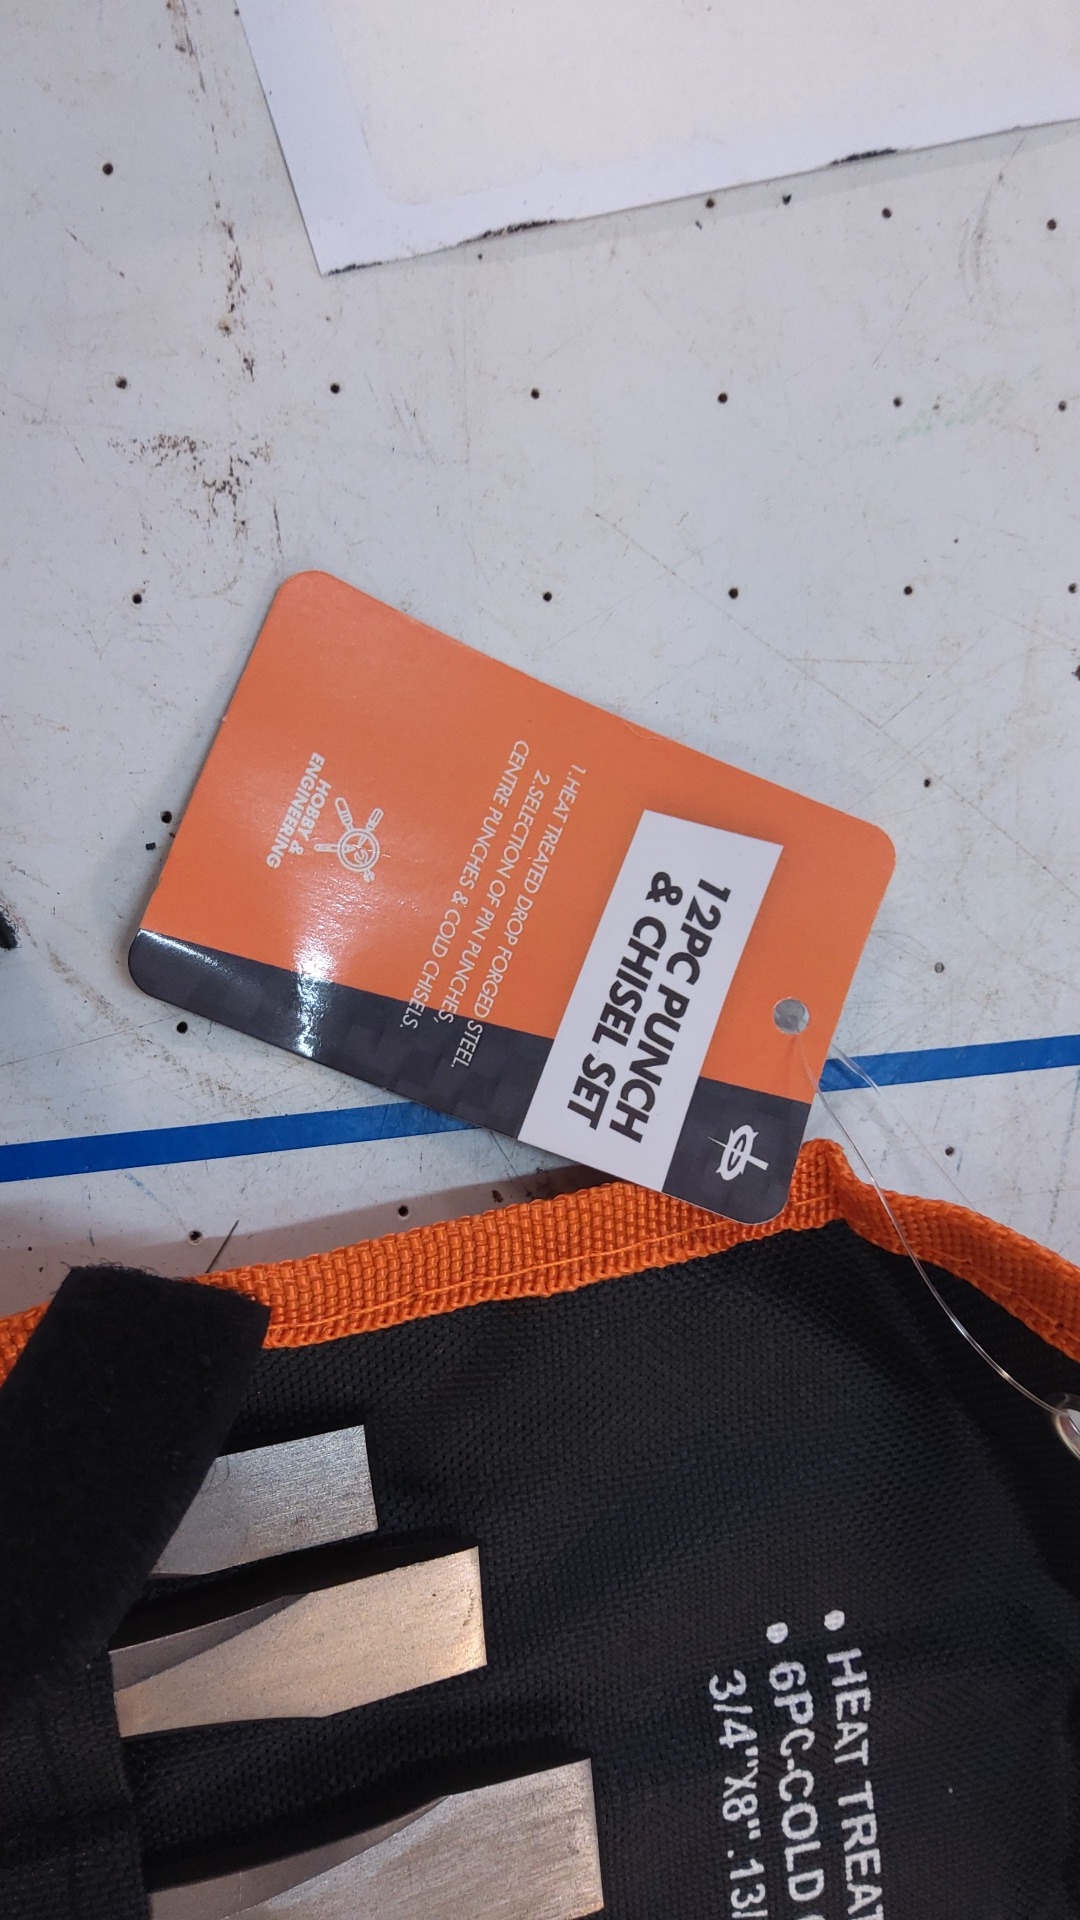 12PC PUNCH
& CHISEL SET
1.HEAT TREATED DROP FORGED STEEL.
2.SELECTION OF PIN PUNCHES,
CENTRE PUNCHES & COLD CHISELS.
HOBBY &
ENGINEERING
• HEAT TREAT
• 6PC-COLD
3/4"X8" .13/